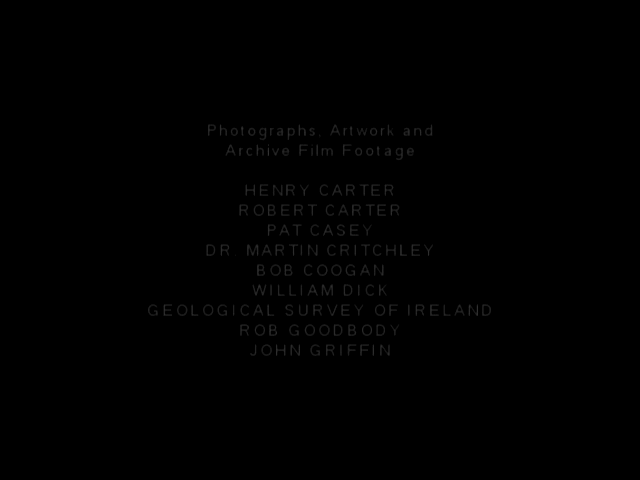 Photographs, Artwork and
Archive Film Footage
HENRY CARTER
ROBERT CARTER
PAT CASEY
DR. MARTIN CRITCHLEY
BOB COOGAN
WILLIAM DICK
GEOLOGICAL SURVEY OF IRELAND
ROB GOODBODY
JOHN GRIFFIN